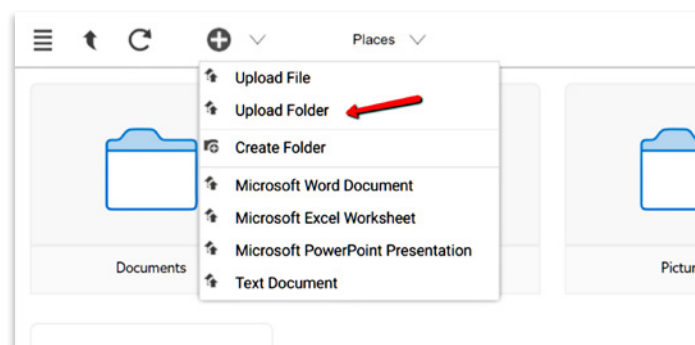 Places
Upload File
Upload Folder
Create Folder
Microsoft Word Document
Microsoft Excel Worksheet
Microsoft PowerPoint Presentation
Text Document
Documents
Pictur